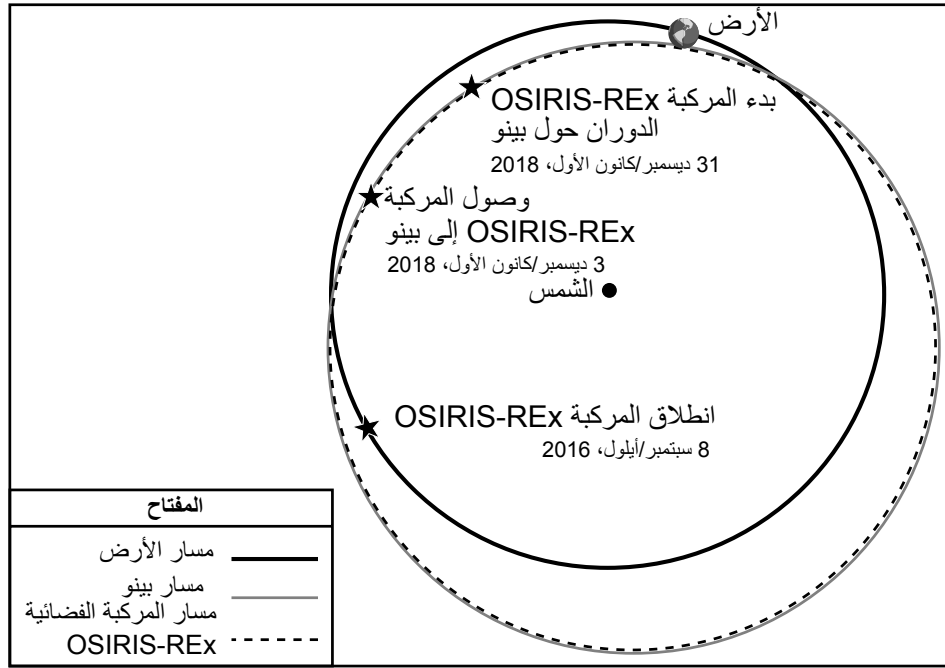 الأرض
بدء المركبة OSIRIS-REx
الدوران حول بينو
31 ديسمبر/كانون الأول، 2018
وصول المركبة
OSIRIS-REx إلى بينو
3 ديسمبر/كانون الأول، 2018
الشمس
انطلاق المركبة OSIRIS-REx
8 سبتمبر/أيلول، 2016
المفتاح
مسار الأرض
مسار بينو
مسار المركبة الفضائية
OSIRIS-REx